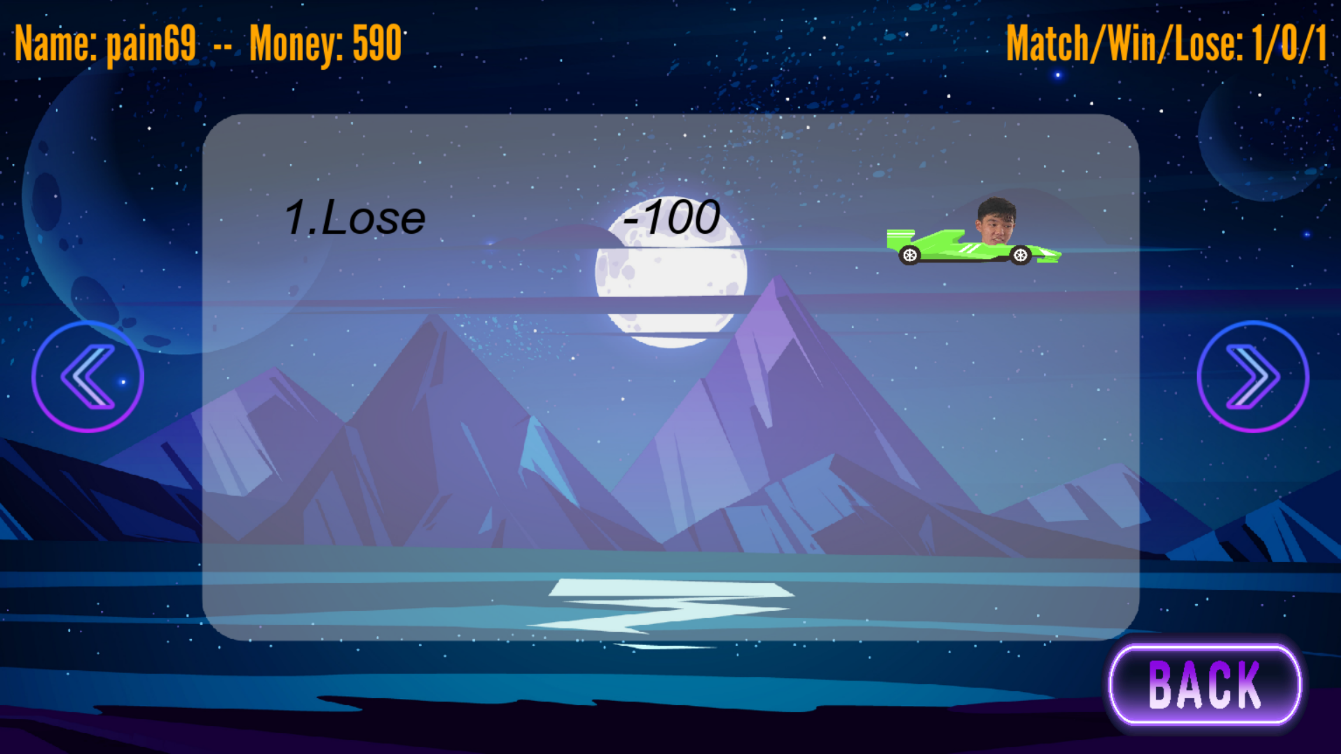 Name: pain69 -- Money: 590
Match/Win/Lose: 1/0/1
1.Lose -100
BACK